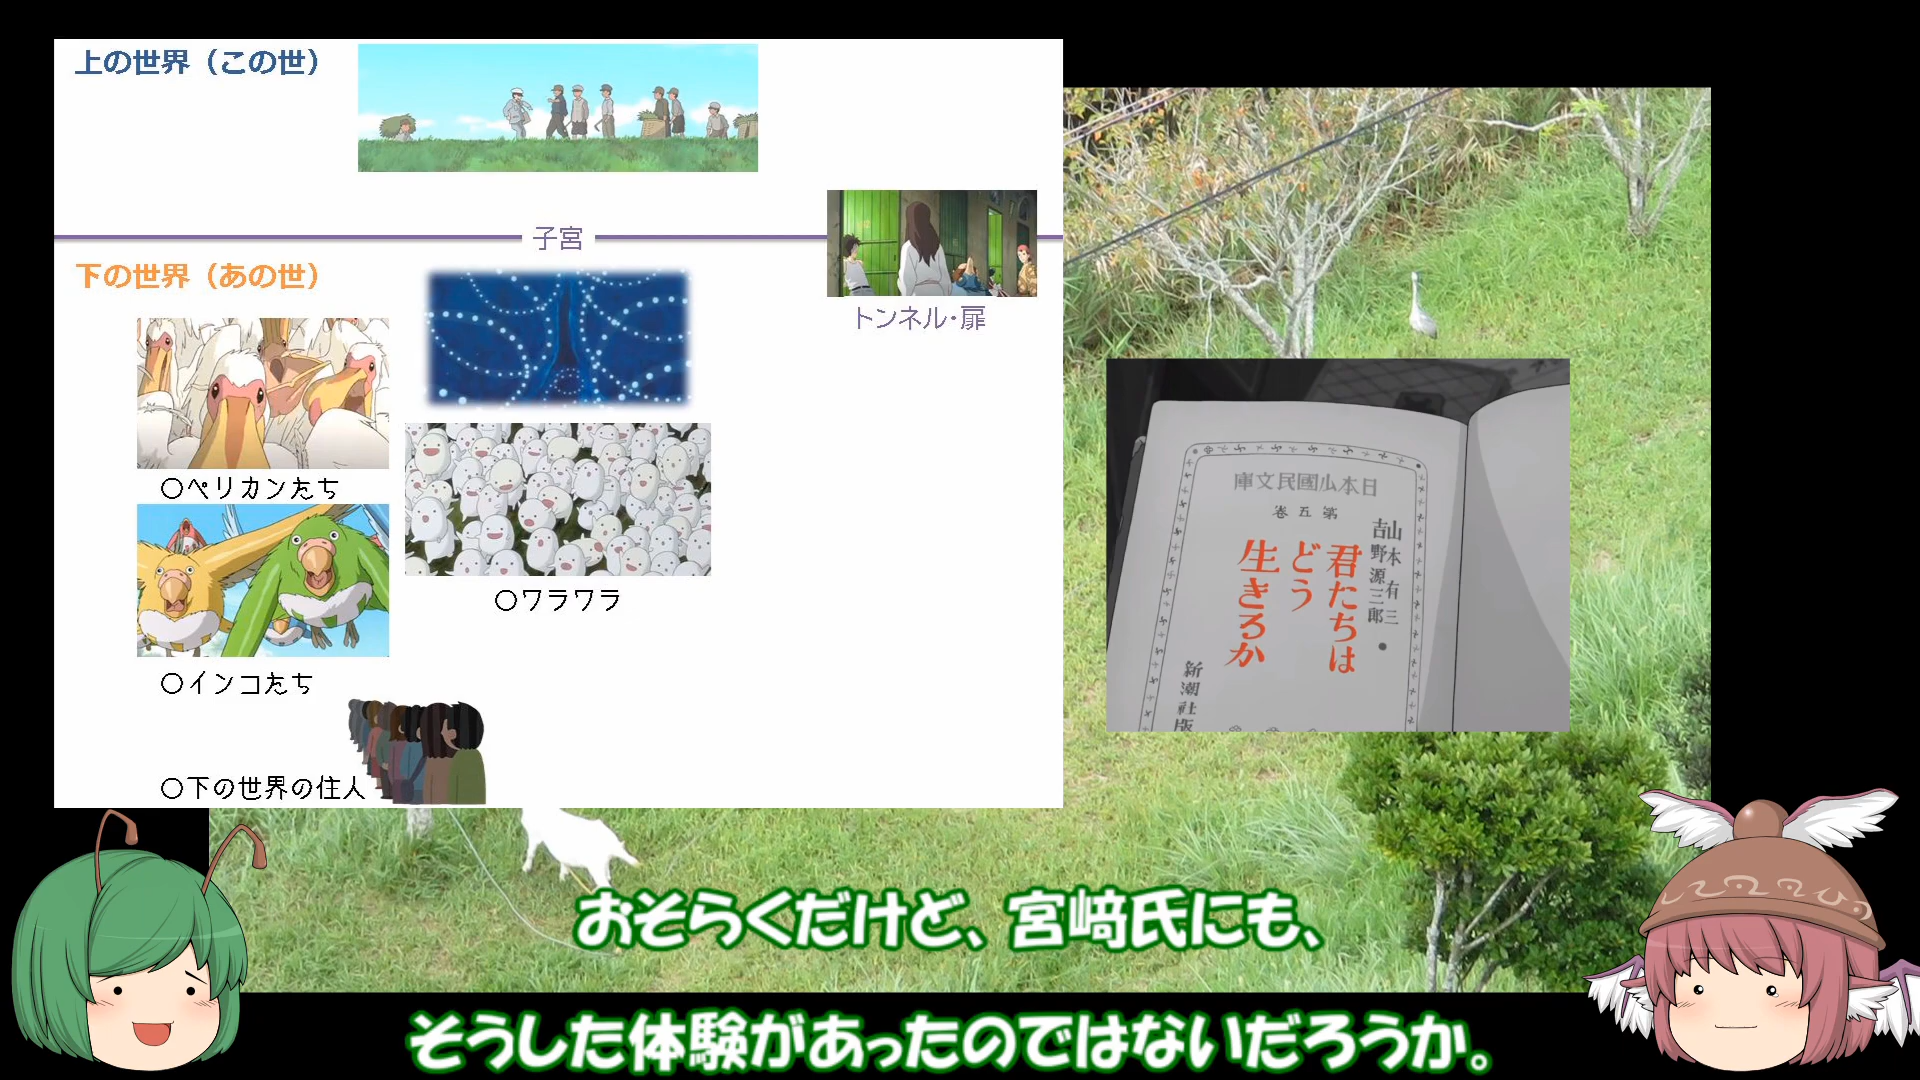 上の世界（この世）
子宮
下の世界（あの世）
トンネル・扉
〇ペリカンたち
〇ワラワラ
〇インコたち
〇下の世界の住人
日本少國民文庫
第五巻
山本有三
吉野源三郎
君たちは
どう
生きるか
新潮社版
おそらくだけど、宮﨑氏にも、
そうした体験があったのではないだろうか。